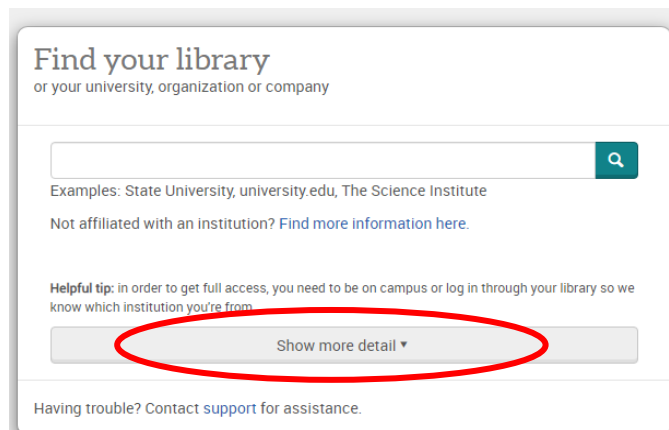 Find your library
or your university, organization or company
Examples: State University, university.edu, The Science Institute
Not affiliated with an institution? Find more information here.
Helpful tip: in order to get full access, you need to be on campus or log in through your library so we
know which institution you're from
Show more detail ▾
Having trouble? Contact support for assistance.